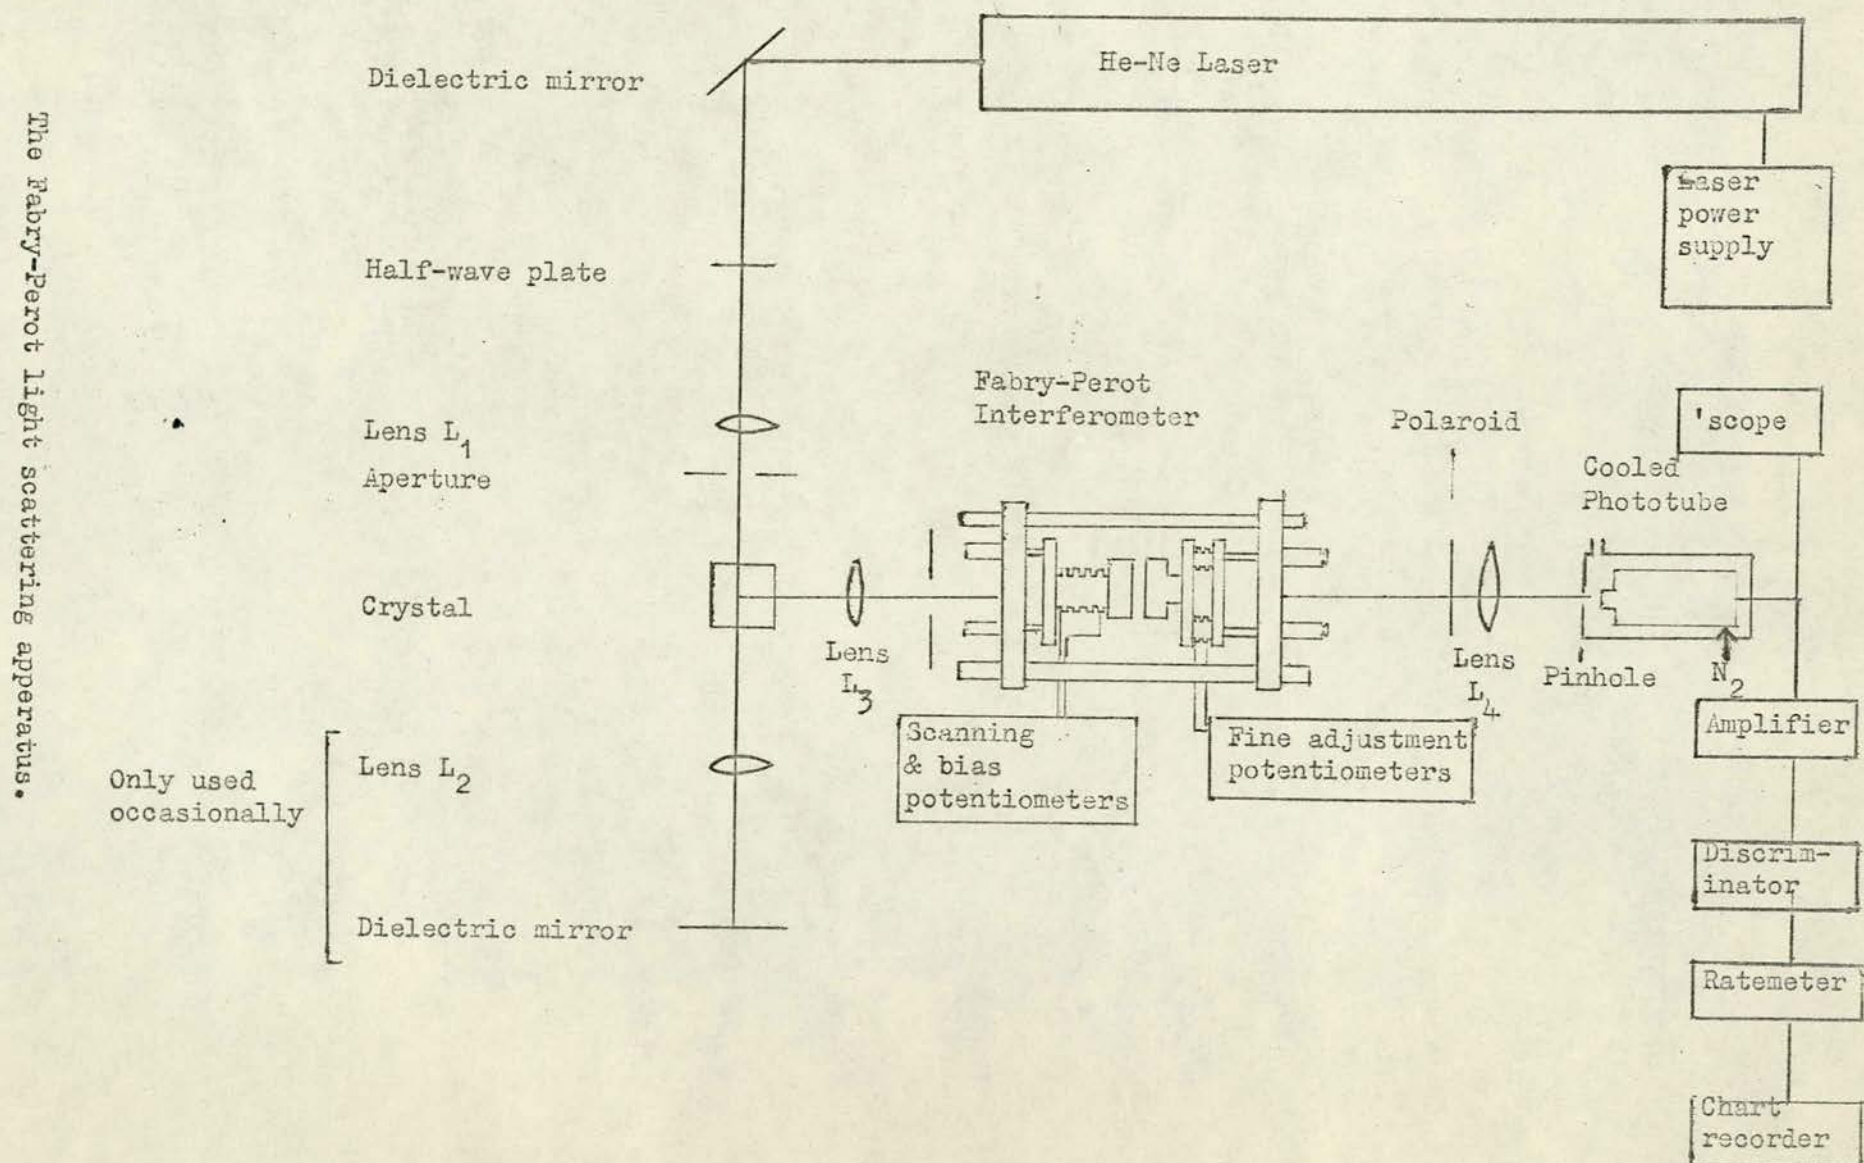 He-Ne Laser
Dielectric mirror
Laser
power
supply
Half-wave plate
Fabry-Perot
Interferometer
Polaroid
'scope
Lens L1
Aperture
Cooled
Phototube
Crystal
Lens
L3
Lens
L4
Pinhole
N2
Amplifier
Scanning
& bias
potentiometers
Fine adjustment
potentiometers
Only used
occasionally
Lens L2
Dielectric mirror
Discrim-
inator
Ratemeter
Chart
recorder
The Fabry-Perot light scattering apperatus.